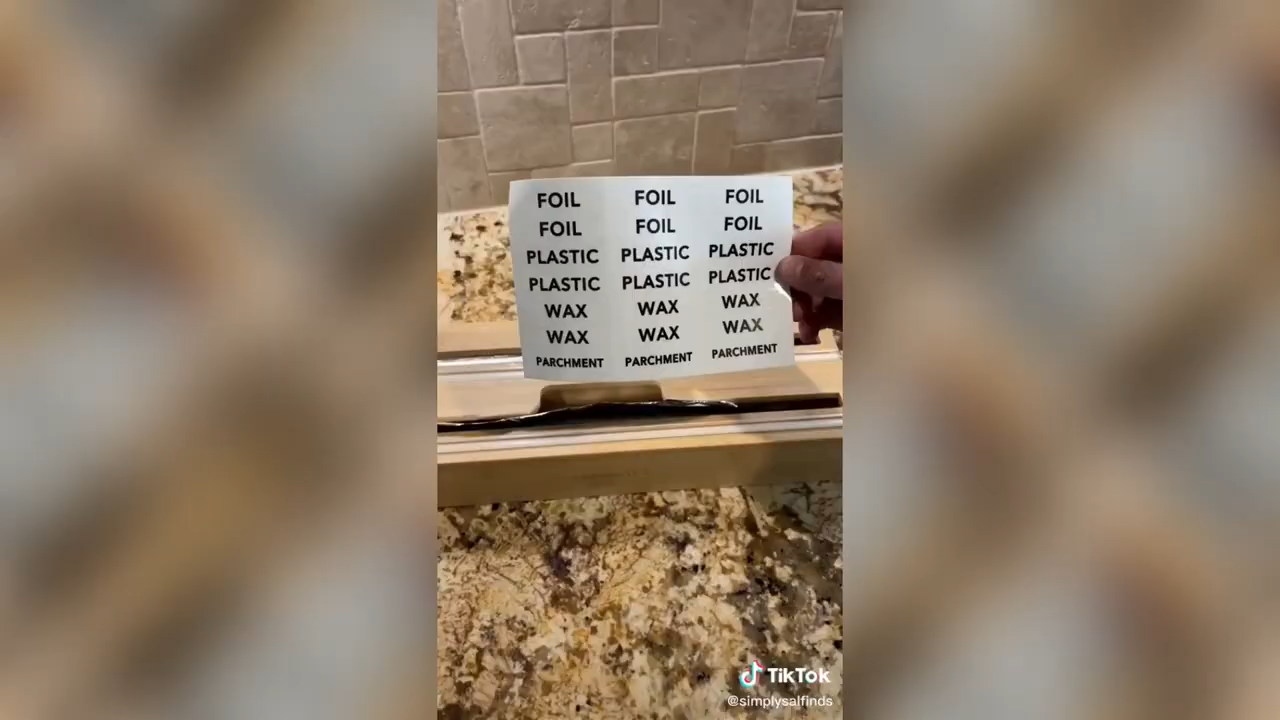 FOIL FOIL FOIL
FOIL FOIL FOIL
PLASTIC PLASTIC PLASTIC
PLASTIC PLASTIC PLASTIC
WAX WAX WAX
WAX WAX WAX
PARCHMENT PARCHMENT PARCHMENT
TikTok
@simplysalfinds